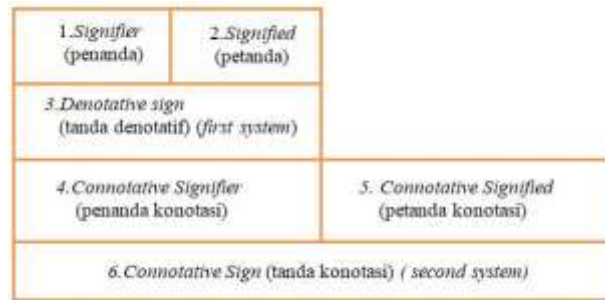 1.Signifier
(penanda)
2.Signified
(petanda)
3.Denotative sign
(tanda denotatif) (first system)
4.Connotative Signifier
(penanda konotasi)
5. Connotative Signified
(petanda konotasi)
6.Connotative Sign (tanda konotasi) ( second system)